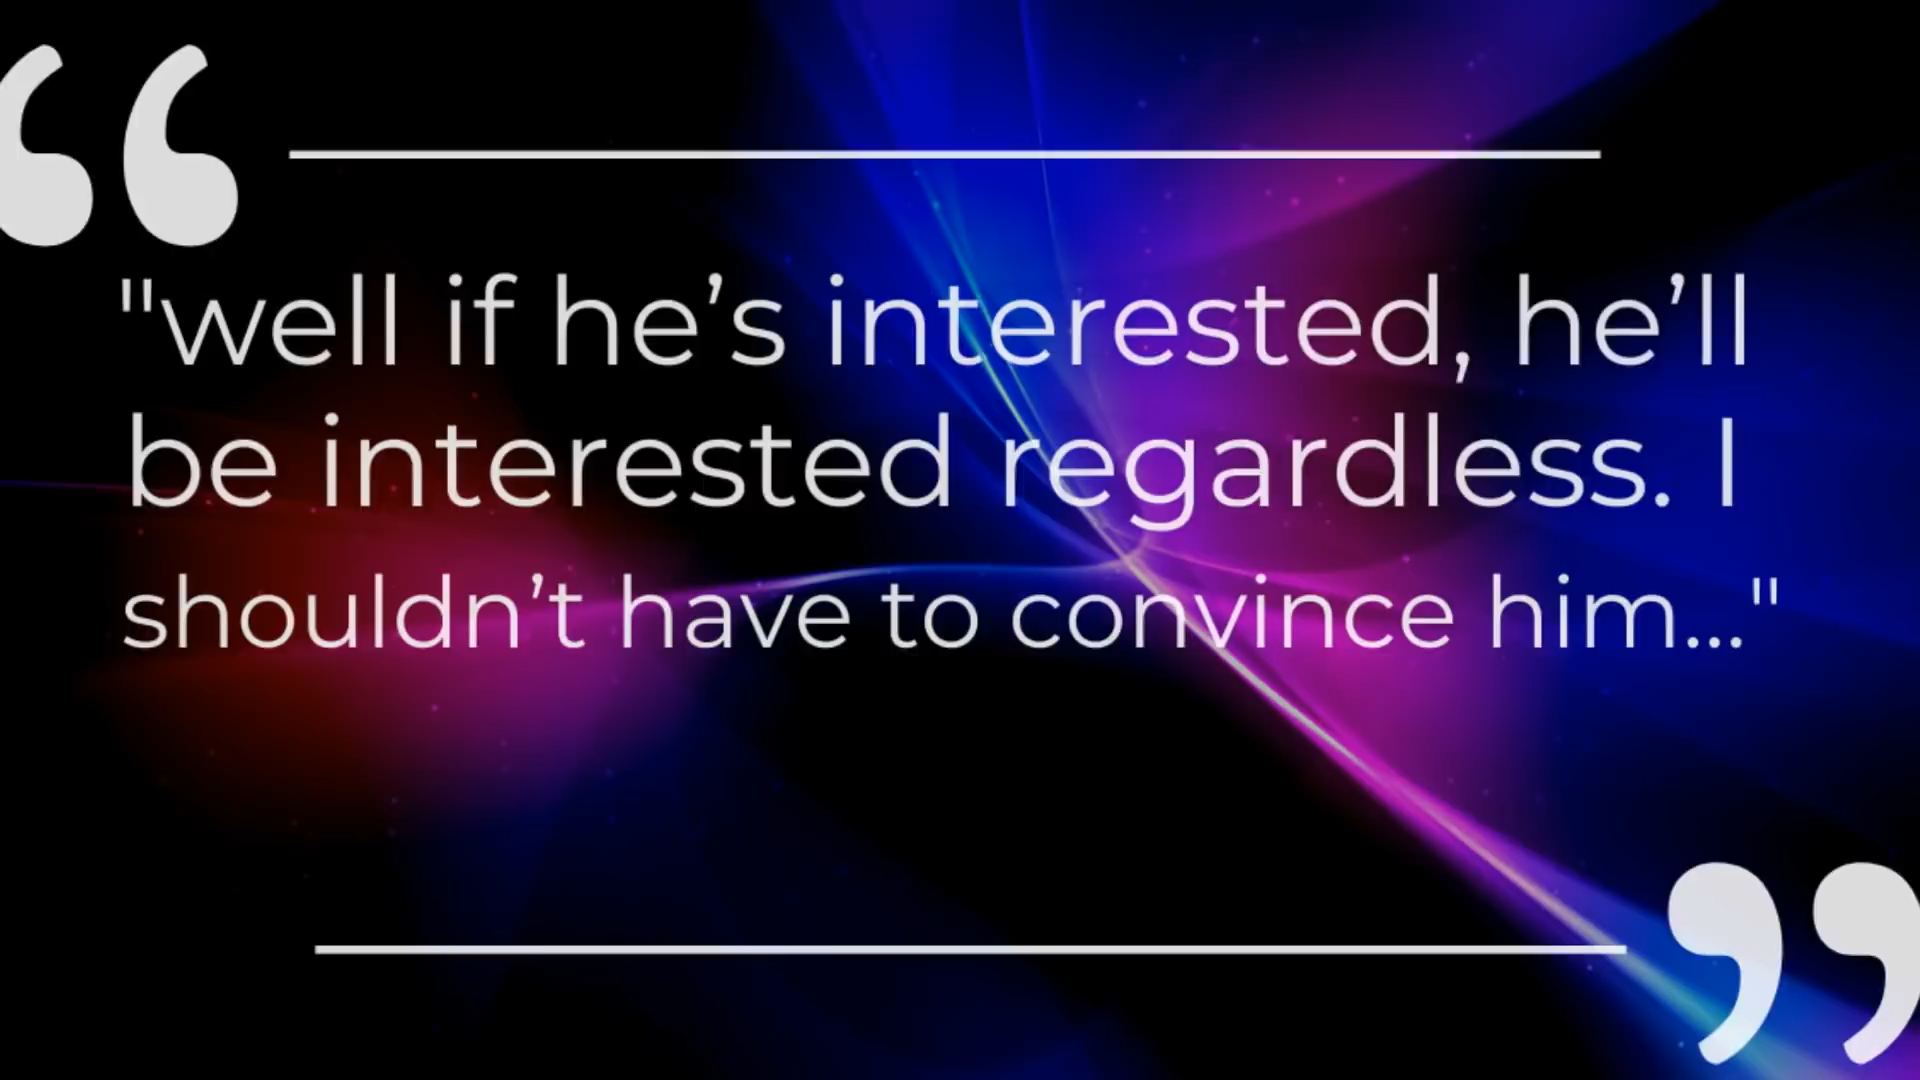 "well if he’s interested, he’ll
be interested regardless. I
shouldn’t have to convince him..."